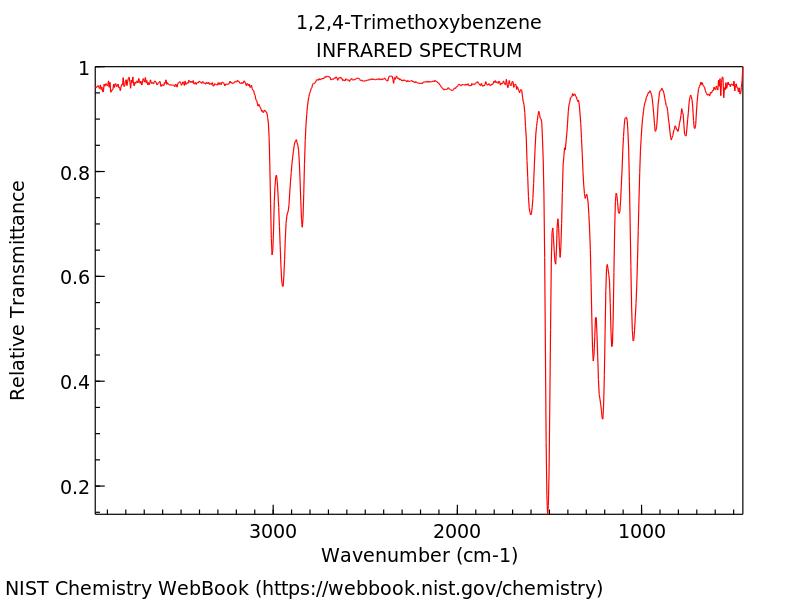 1,2,4-Trimethoxybenzene
INFRARED SPECTRUM
1
0.8
0.6
0.4
0.2
Relative Transmittance
3000 2000 1000
Wavenumber (cm-1)
NIST Chemistry WebBook (https://webbook.nist.gov/chemistry)